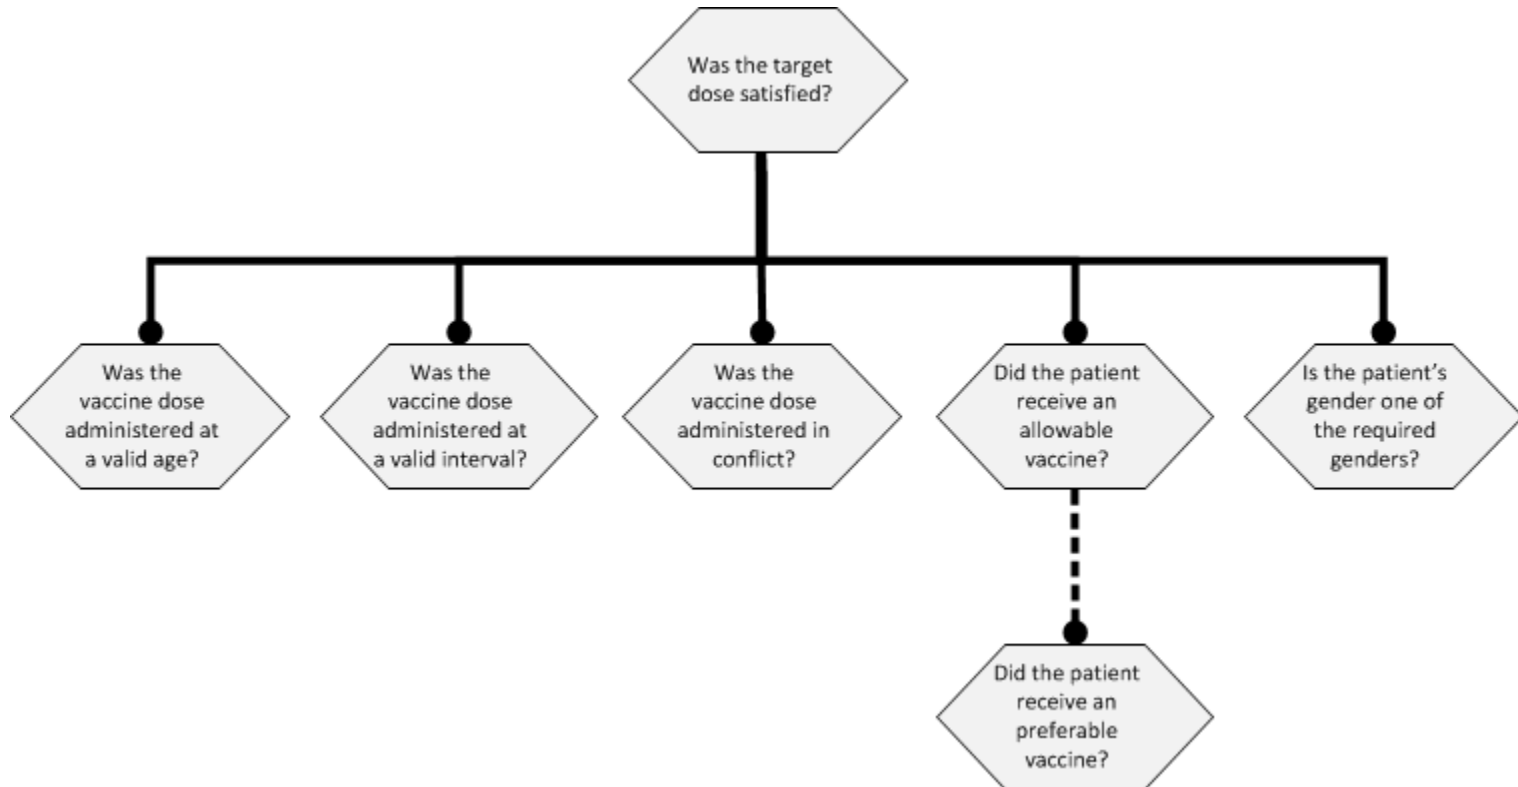 Was the target
dose satisfied?
Was the
vaccine dose
administered at
a valid age?
Was the
vaccine dose
administered at
a valid interval?
Was the
vaccine dose
administered in
conflict?
Did the patient
receive an
allowable
vaccine?
Is the patient’s
gender one of
the required
genders?
Did the patient
receive an
preferable
vaccine?